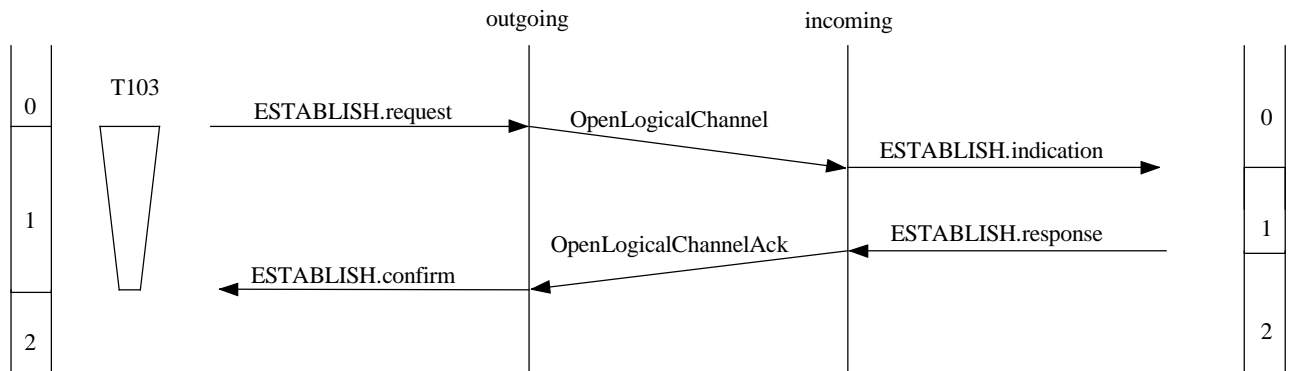 outgoing
incoming
T103
0
ESTABLISH.request
OpenLogicalChannel
0
ESTABLISH.indication
1
1
OpenLogicalChannelAck
ESTABLISH.response
ESTABLISH.confirm
2
2